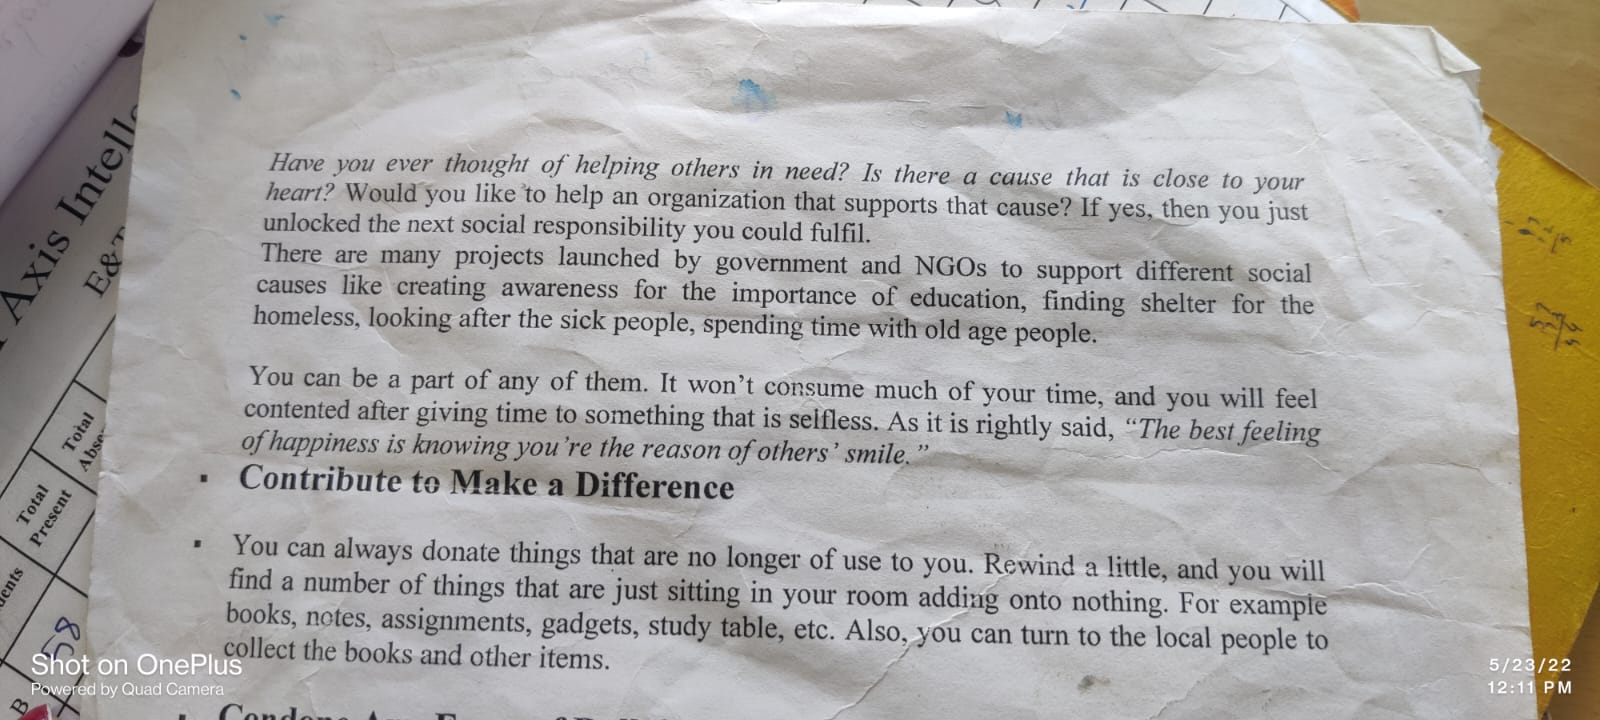 Have you ever thought of helping others in need? Is there a cause that is close to your
heart? Would you like to help an organization that supports that cause? If yes, then you just
unlocked the next social responsibility you could fulfil.
There are many projects launched by government and NGOs to support different social
causes like creating awareness for the importance of education, finding shelter for the
homeless, looking after the sick people, spending time with old age people.
You can be a part of any of them. It won't consume much of your time, and you will feel
contented after giving time to something that is selfless. As it is rightly said, “The best feeling
of happiness is knowing you're the reason of others' smile.”
▪ Contribute to Make a Difference
▪ You can always donate things that are no longer of use to you. Rewind a little, and you will
find a number of things that are just sitting in your room adding onto nothing. For example
books, notes, assignments, gadgets, study table, etc. Also, you can turn to the local people to
collect the books and other items.
Axis
Total
Total
Present
58
B
Shot on OnePlus
Powered by Quad Camera
5/23/22
12:11 PM